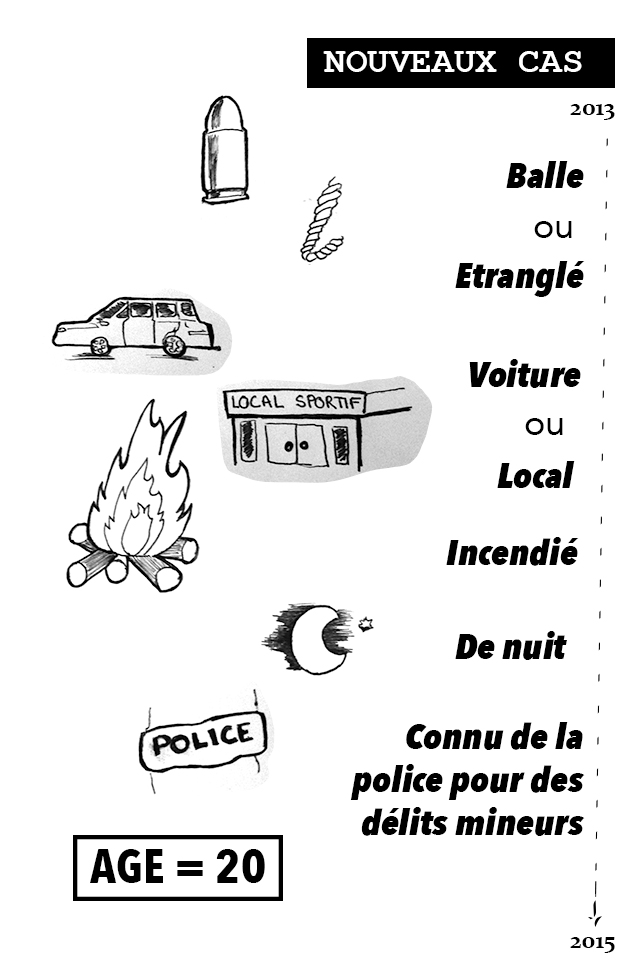 NOUVEAUX CAS
2013
Balle
ou
Etranglé
Voiture
LOCAL SPORTIF
ou
Local
Incendié
De nuit
POLICE
Connu de la
police pour des
délits mineurs
AGE = 20
2015